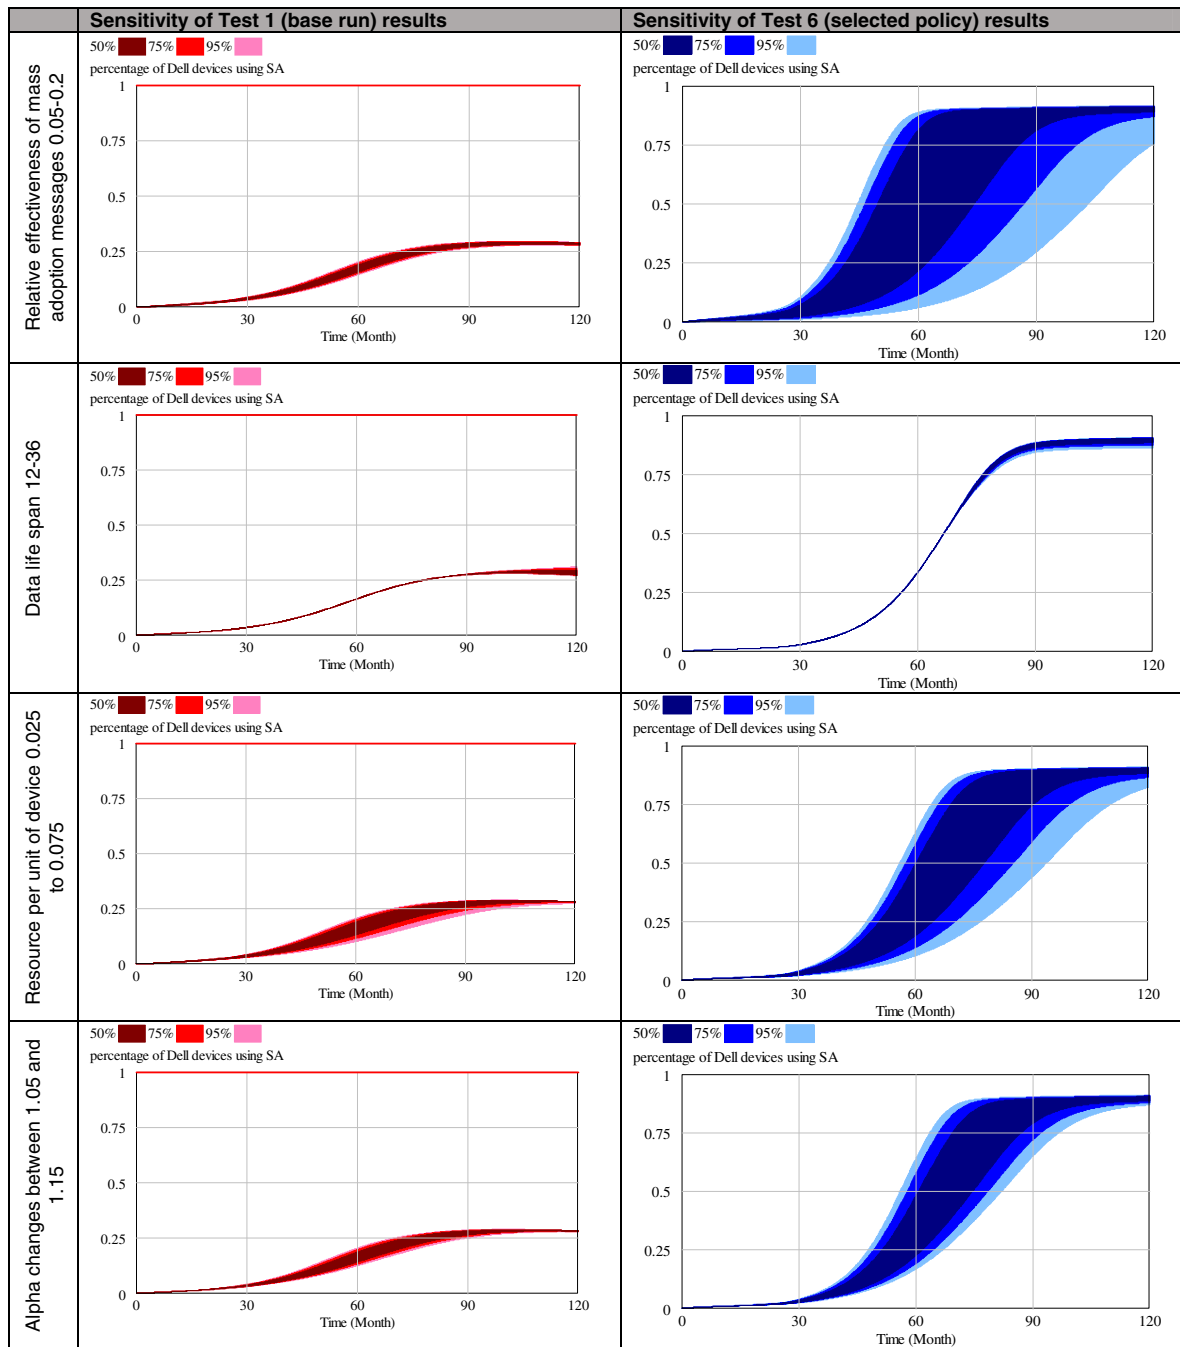 Sensitivity of Test 1 (base run) results
Sensitivity of Test 6 (selected policy) results
Relative effectiveness of mass
adoption messages 0.05-0.2
50% 75% 95%
percentage of Dell devices using SA
1
0.75
0.5
0.25
0
0 30 60 90 120
Time (Month)
50% 75% 95%
percentage of Dell devices using SA
1
0.75
0.5
0.25
0
0 30 60 90 120
Time (Month)
Data life span 12-36
50% 75% 95%
percentage of Dell devices using SA
1
0.75
0.5
0.25
0
0 30 60 90 120
Time (Month)
50% 75% 95%
percentage of Dell devices using SA
1
0.75
0.5
0.25
0
0 30 60 90 120
Time (Month)
Resource per unit of device 0.025
to 0.075
50% 75% 95%
percentage of Dell devices using SA
1
0.75
0.5
0.25
0
0 30 60 90 120
Time (Month)
50% 75% 95%
percentage of Dell devices using SA
1
0.75
0.5
0.25
0
0 30 60 90 120
Time (Month)
Alpha changes between 1.05 and
1.15
50% 75% 95%
percentage of Dell devices using SA
1
0.75
0.5
0.25
0
0 30 60 90 120
Time (Month)
50% 75% 95%
percentage of Dell devices using SA
1
0.75
0.5
0.25
0
0 30 60 90 120
Time (Month)